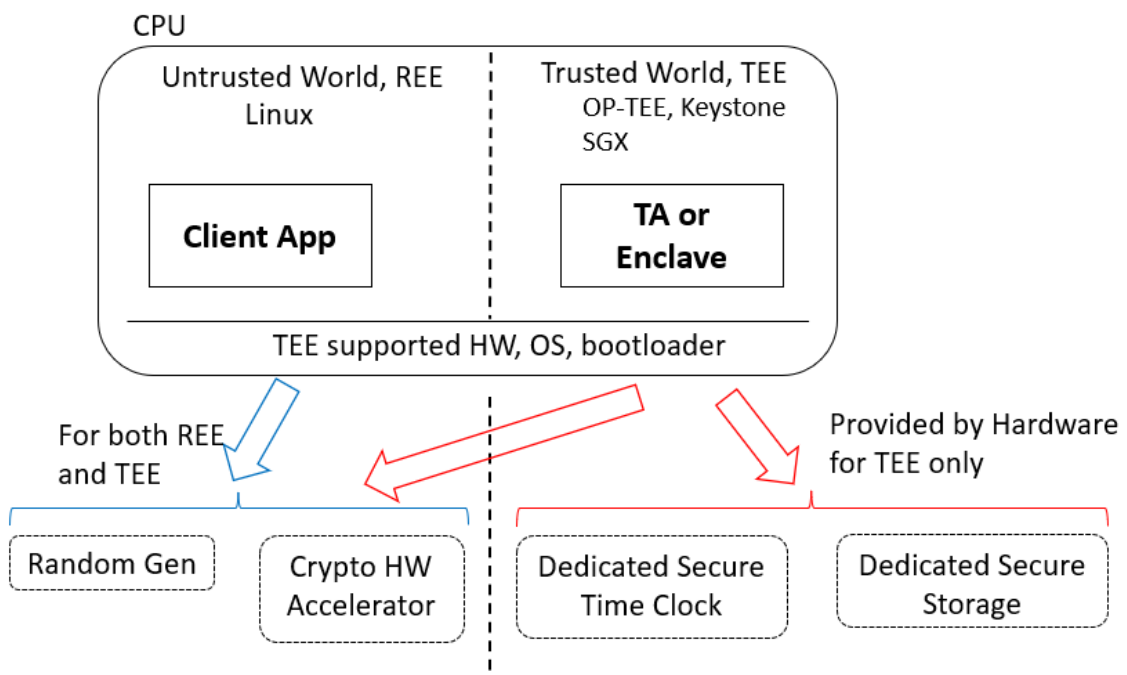 CPU
Untrusted World, REE
Linux
Trusted World, TEE
OP-TEE, Keystone
SGX
Client App
TA or
Enclave
TEE supported HW, OS, bootloader
For both REE
and TEE
Provided by Hardware
for TEE only
Random Gen
Crypto HW
Accelerator
Dedicated Secure
Time Clock
Dedicated Secure
Storage